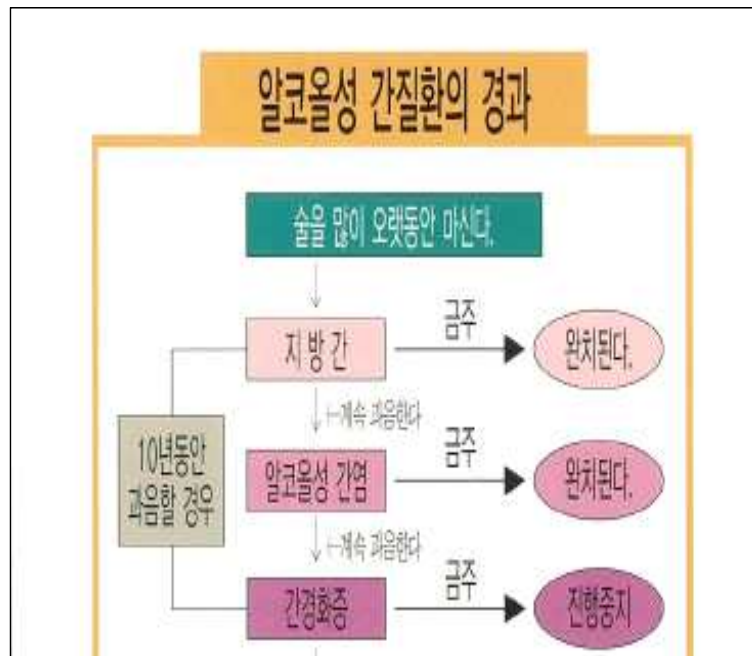 알코올성 간질환의 경과
술을 많이 오랫동안 마신다.
지방간
금주
완치된다.
←계속 과음한다
10년동안
과음할 경우
알코올성 간염
금주
완치된다.
←계속 과음한다
간경화증
금주
진행중지